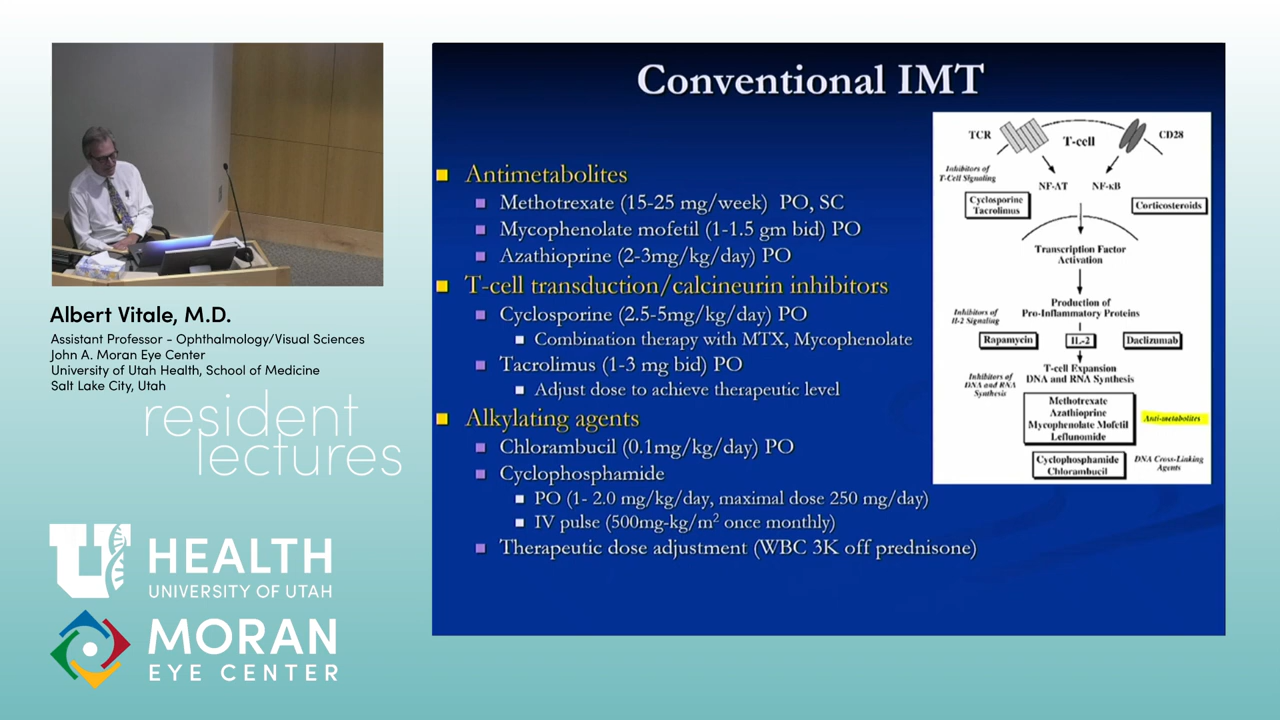 Albert Vitale, M.D.
Assistant Professor - Ophthalmology/Visual Sciences
John A. Moran Eye Center
University of Utah Health, School of Medicine
Salt Lake City, Utah
resident
lectures
U
HEALTH
UNIVERSITY OF UTAH
MORAN
EYE CENTER
Conventional IMT
Antimetabolites
Methotrexate (15-25 mg/week) PO, SC
Mycophenolate mofetil (1-1.5 gm bid) PO
Azathioprine (2-3mg/kg/day) PO
T-cell transduction/calcineurin inhibitors
Cyclosporine (2.5-5mg/kg/day) PO
Combination therapy with MTX, Mycophenolate
Tacrolimus (1-3 mg bid) PO
Adjust dose to achieve therapeutic level
Alkylating agents
Chlorambucil (0.1mg/kg/day) PO
Cyclophosphamide
PO (1- 2.0 mg/kg/day, maximal dose 250 mg/day)
IV pulse (500mg-kg/m² once monthly)
Therapeutic dose adjustment (WBC 3K off prednisone)
TCR
T-cell
CD28
Inhibitors of
T-Cell Signaling
NF-AT
NF-κB
Cyclosporine
Tacrolimus
Corticosteroids
Transcription Factor
Activation
Production of
Pro-Inflammatory Proteins
Inhibitors of
Il-2 Signaling
Rapamycin
IL-2
Daclizumab
T-cell Expansion
DNA and RNA Synthesis
Inhibitors of
DNA and RNA
Synthesis
Methotrexate
Azathioprine
Mycophenolate Mofetil
Leflunomide
Anti-metabolites
Cyclophosphamide
Chlorambucil
DNA Cross-Linking
Agents